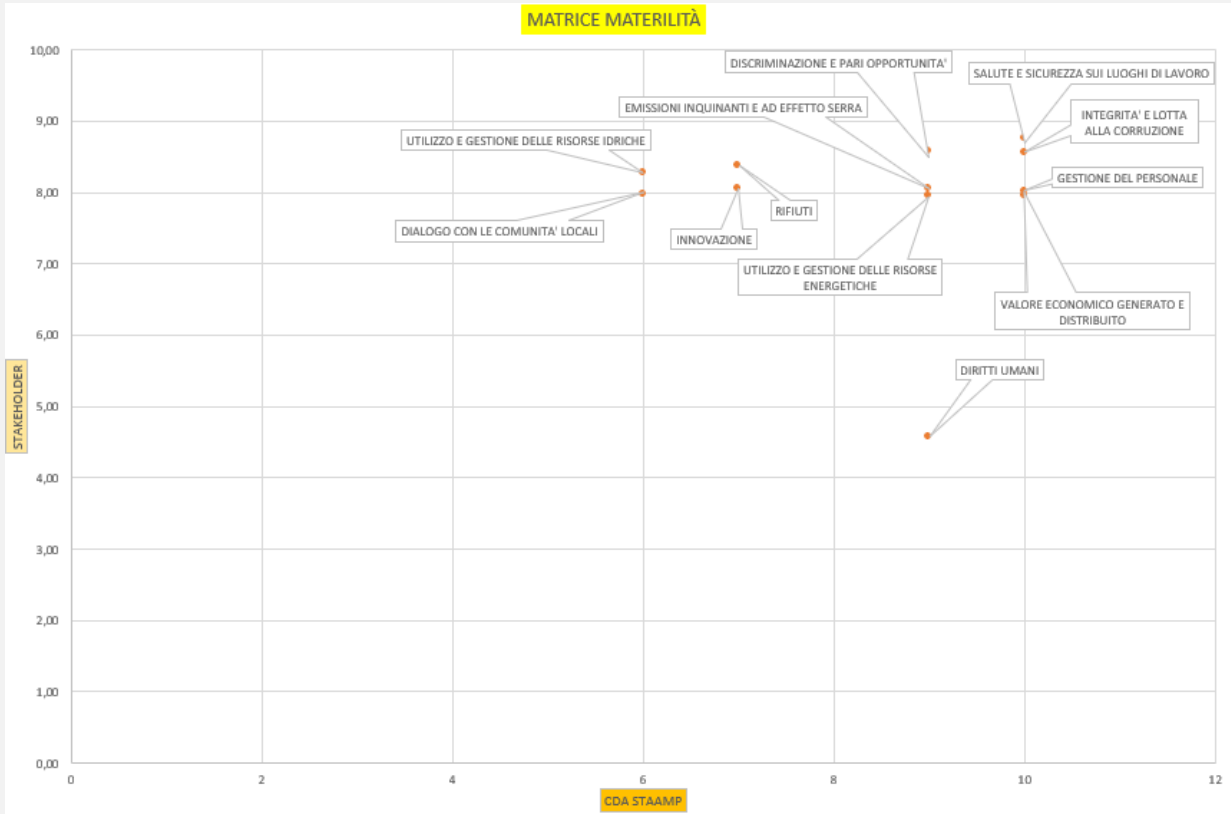 MATRICE MATERILITÀ
10,00
9,00
8,00
7,00
6,00
5,00
4,00
3,00
2,00
1,00
0,00
0
2
4
6
8
10
12
STAKEHOLDER
CDA STAAMP
DISCRIMINAZIONE E PARI OPPORTUNITA'
SALUTE E SICUREZZA SUI LUOGHI DI LAVORO
EMISSIONI INQUINANTI E AD EFFETTO SERRA
INTEGRITA' E LOTTA
ALLA CORRUZIONE
UTILIZZO E GESTIONE DELLE RISORSE IDRICHE
GESTIONE DEL PERSONALE
RIFIUTI
DIALOGO CON LE COMUNITA' LOCALI
INNOVAZIONE
UTILIZZO E GESTIONE DELLE RISORSE
ENERGETICHE
VALORE ECONOMICO GENERATO E
DISTRIBUITO
DIRITTI UMANI